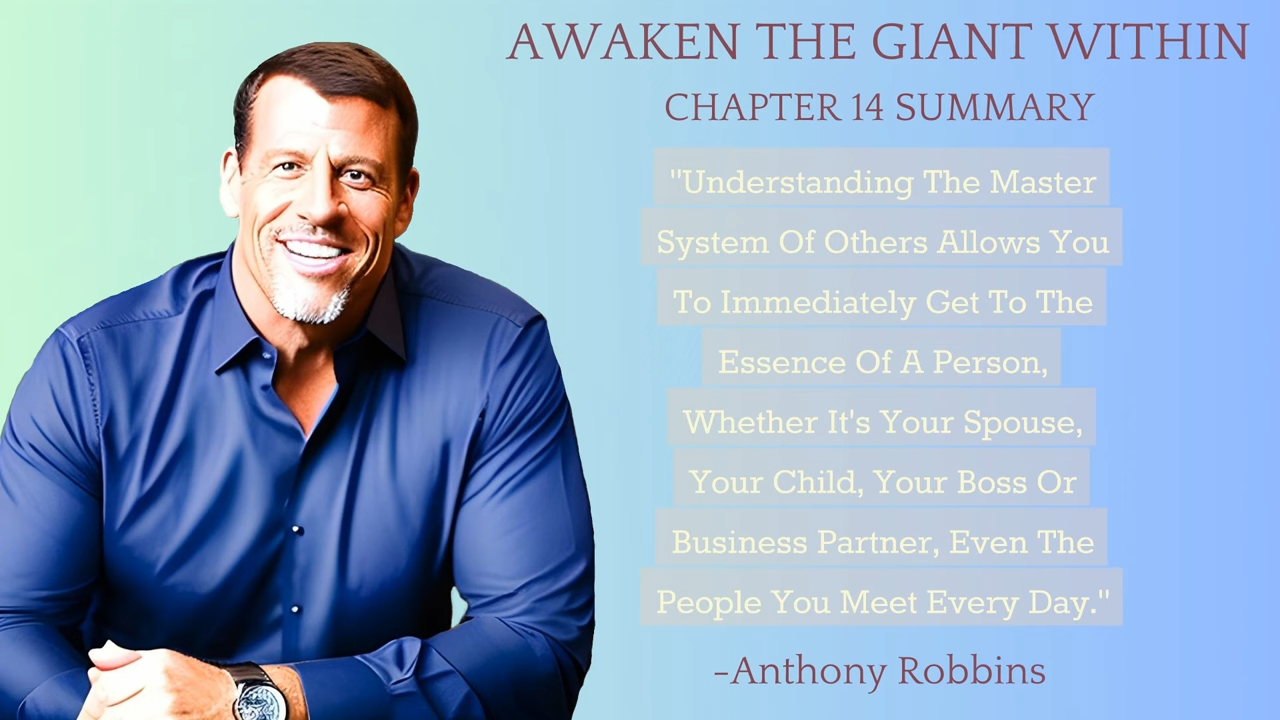 AWAKEN THE GIANT WITHIN
CHAPTER 14 SUMMARY
"Understanding The Master
System Of Others Allows You
To Immediately Get To The
Essence Of A Person,
Whether It's Your Spouse,
Your Child, Your Boss Or
Business Partner, Even The
People You Meet Every Day."
–Anthony Robbins